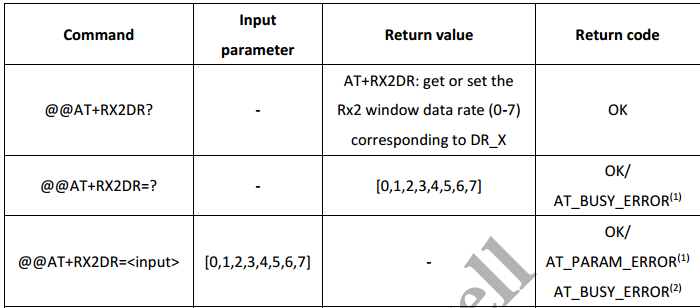 Command
Input
parameter
Return value
Return code
@@AT+RX2DR?
-
AT+RX2DR: get or set the
Rx2 window data rate (0-7)
corresponding to DR_X
OK
@@AT+RX2DR=?
-
[0,1,2,3,4,5,6,7]
OK/
AT_BUSY_ERROR(1)
@@AT+RX2DR=<input>
[0,1,2,3,4,5,6,7]
-
OK/
AT_PARAM_ERROR(1)
AT_BUSY_ERROR(2)
ell